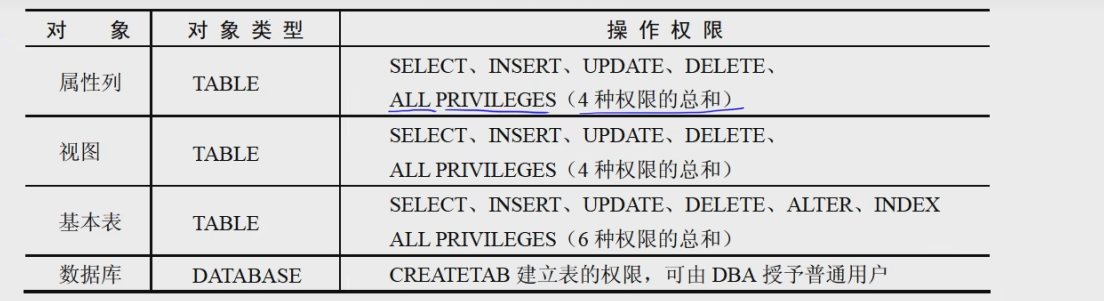 对 象 对 象 类 型 操 作 权 限
属性列 TABLE SELECT、INSERT、UPDATE、DELETE、
ALL PRIVILEGES（4 种权限的总和）
视图 TABLE SELECT、INSERT、UPDATE、DELETE、
ALL PRIVILEGES（4 种权限的总和）
基本表 TABLE SELECT、INSERT、UPDATE、DELETE、ALTER、INDEX
ALL PRIVILEGES（6 种权限的总和）
数据库 DATABASE CREATETAB 建立表的权限，可由 DBA 授予普通用户